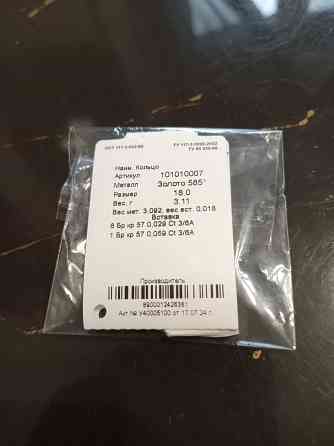 Наим. Кольцо
Артикул 101010007
Металл Золото 585°
Размер 18.0
Вес, г 3.11
Вес мет. 3.092, вес вст. 0,018
Вставка
8 Бр кр 57 0,029 Ct 3/6А
1 Бр кр 57 0,059 Ct 3/6А
Производитель
Акт № УА0005100 от 17.07.24 г.